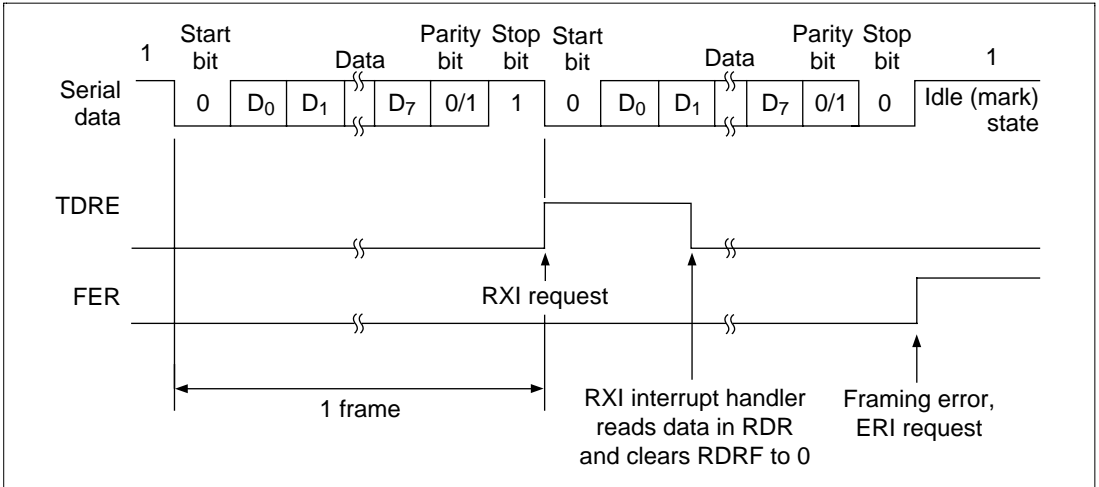 1
Start bit
Data
Parity bit
Stop bit
Start bit
Data
Parity bit
Stop bit
1
Serial data
0 D0 D1 D7 0/1 1 0 D0 D1 D7 0/1 0
Idle (mark) state
TDRE
RXI request
FER
1 frame
RXI interrupt handler
reads data in RDR
and clears RDRF to 0
Framing error,
ERI request